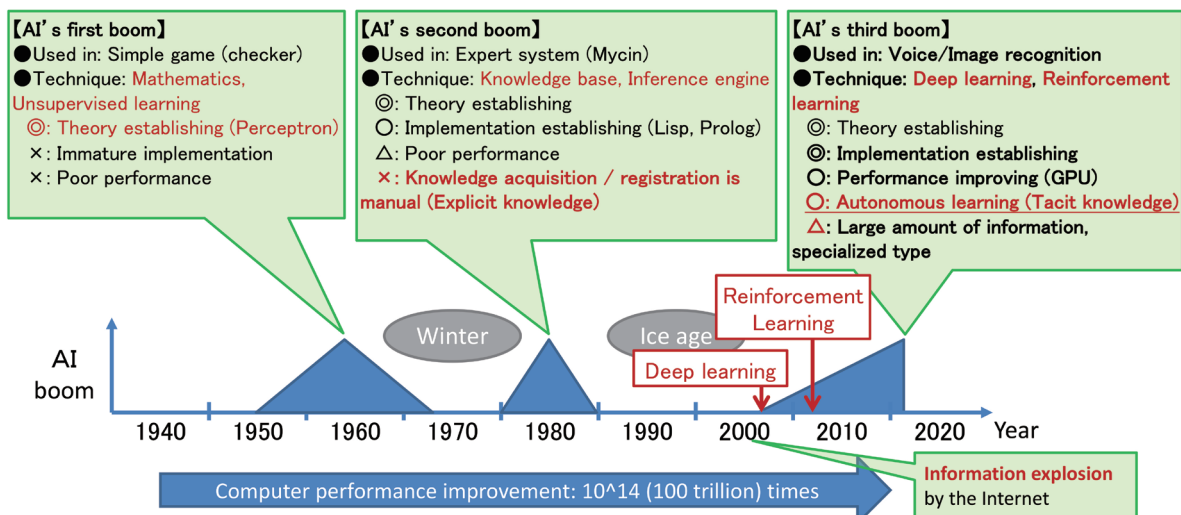 【AI's first boom】
●Used in: Simple game (checker)
●Technique: Mathematics,
Unsupervised learning
◎: Theory establishing (Perceptron)
×: Immature implementation
×: Poor performance
【AI's second boom】
●Used in: Expert system (Mycin)
●Technique: Knowledge base, Inference engine
◎: Theory establishing
○: Implementation establishing (Lisp, Prolog)
△: Poor performance
×: Knowledge acquisition / registration is
manual (Explicit knowledge)
【AI's third boom】
●Used in: Voice/Image recognition
●Technique: Deep learning, Reinforcement
learning
◎: Theory establishing
◎: Implementation establishing
○: Performance improving (GPU)
○: Autonomous learning (Tacit knowledge)
△: Large amount of information,
specialized type
AI
boom
Winter
Ice age
Reinforcement
Learning
Deep learning
1940 1950 1960 1970 1980 1990 2000 2010 2020 Year
Computer performance improvement: 10^14 (100 trillion) times
Information explosion
by the Internet